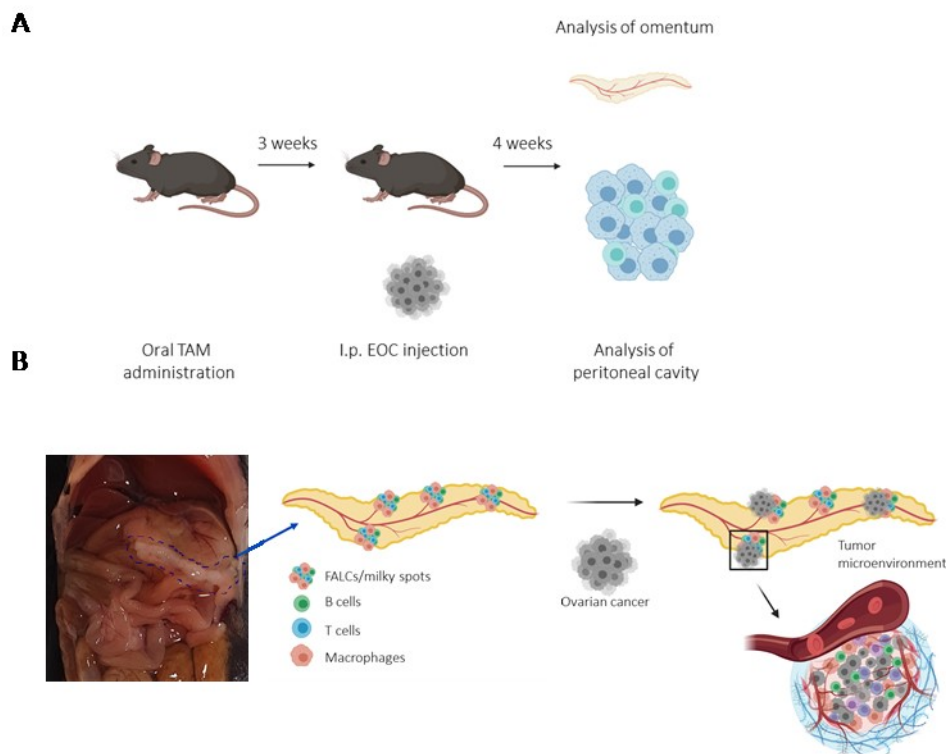 A
Analysis of omentum
3 weeks
4 weeks
Oral TAM
administration
I.p. EOC injection
Analysis of
peritoneal cavity
B
FALCs/milky spots
B cells
T cells
Macrophages
Ovarian cancer
Tumor
microenvironment